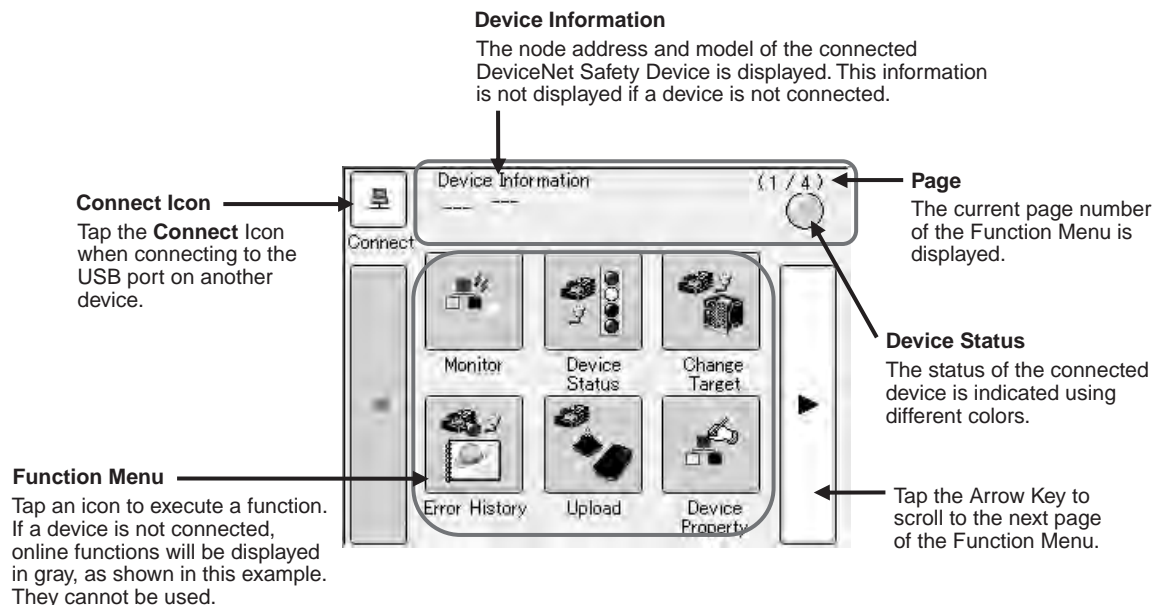 Device Information
The node address and model of the connected
DeviceNet Safety Device is displayed. This information
is not displayed if a device is not connected.
Connect Icon
Tap the Connect Icon
when connecting to the
USB port on another
device.
Connect
Device Information
--- ---
(1/4)
Page
The current page number
of the Function Menu is
displayed.
Device Status
The status of the connected
device is indicated using
different colors.
Monitor
Device
Status
Change
Target
Error History
Upload
Device
Property
Function Menu
Tap an icon to execute a function.
If a device is not connected,
online functions will be displayed
in gray, as shown in this example.
They cannot be used.
Tap the Arrow Key to
scroll to the next page
of the Function Menu.